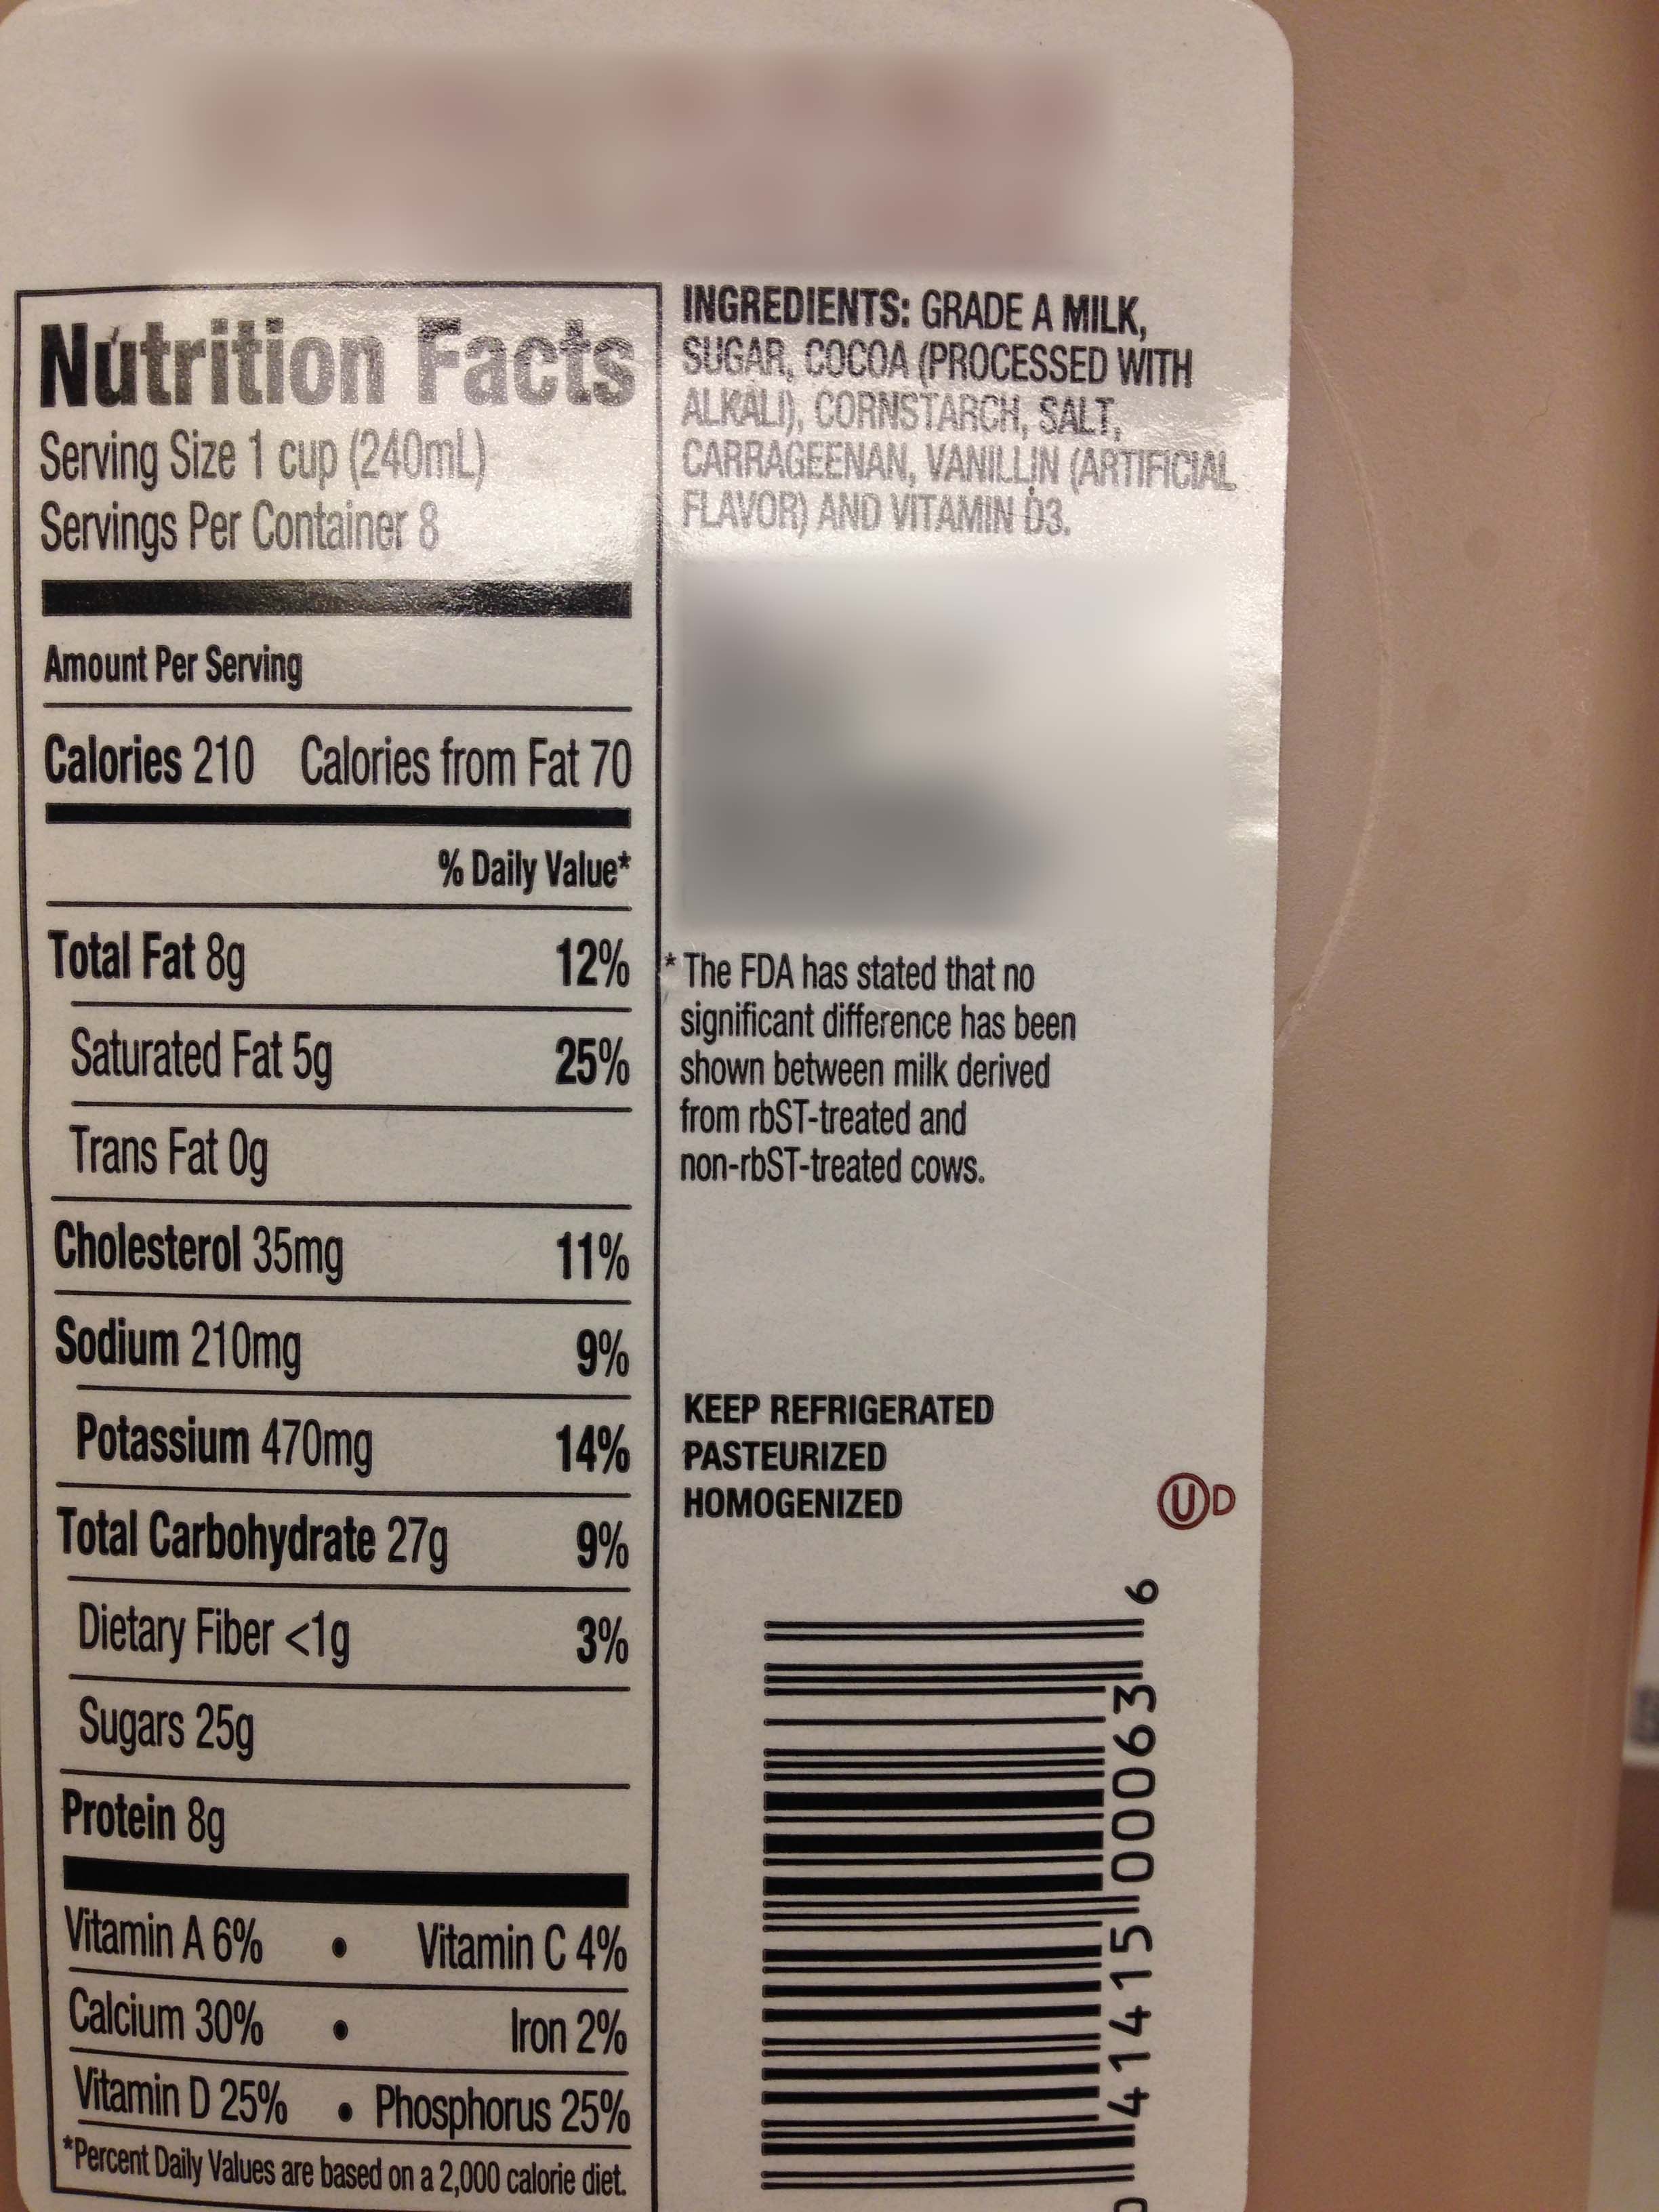 Nutrition Facts
Serving Size 1 cup (240mL)
Servings Per Container 8
Amount Per Serving
Calories 210 Calories from Fat 70
% Daily Value*
Total Fat 8g 12%
Saturated Fat 5g 25%
Trans Fat 0g
Cholesterol 35mg 11%
Sodium 210mg 9%
Potassium 470mg 14%
Total Carbohydrate 27g 9%
Dietary Fiber <1g 3%
Sugars 25g
Protein 8g
Vitamin A 6% • Vitamin C 4%
Calcium 30% • Iron 2%
Vitamin D 25% • Phosphorus 25%
*Percent Daily Values are based on a 2,000 calorie diet.
INGREDIENTS: GRADE A MILK,
SUGAR, COCOA (PROCESSED WITH
ALKALI), CORNSTARCH, SALT,
CARRAGEENAN, VANILLIN (ARTIFICIAL
FLAVOR) AND VITAMIN D3.
* The FDA has stated that no
significant difference has been
shown between milk derived
from rbST-treated and
non-rbST-treated cows.
KEEP REFRIGERATED
PASTEURIZED
HOMOGENIZED
Ⓤ D
0 41415 00063 6